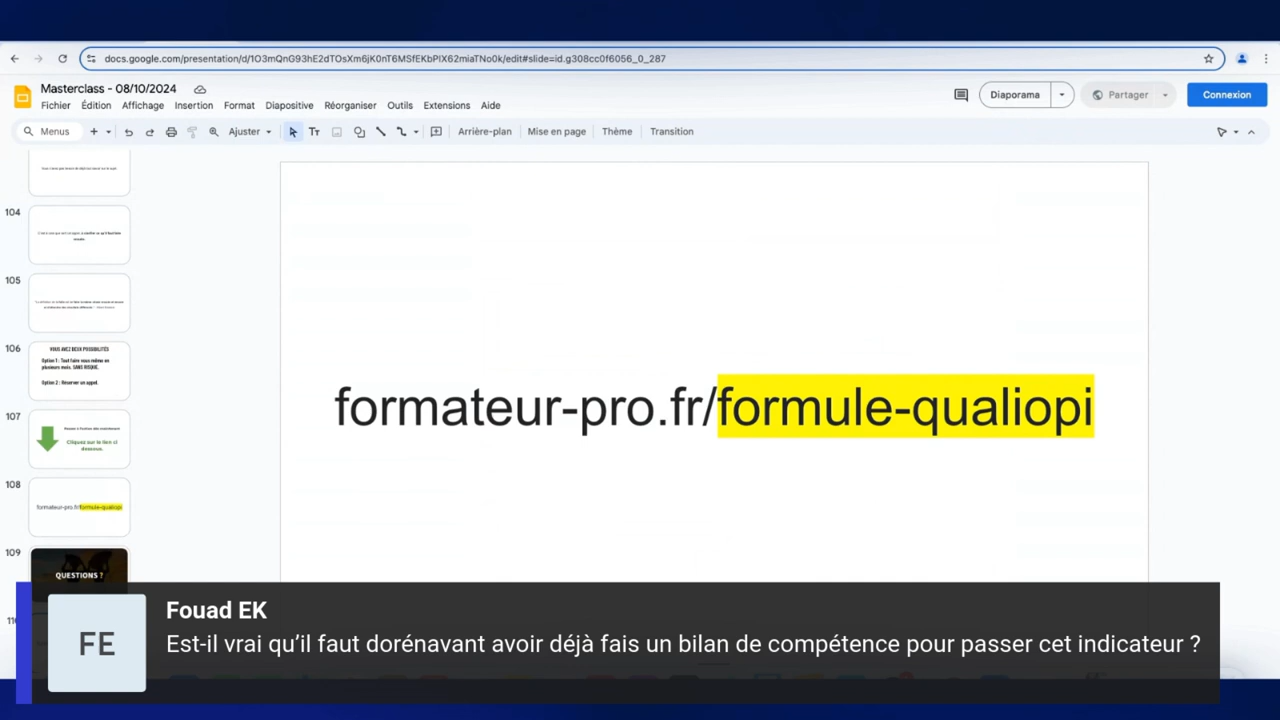 docs.google.com/presentation/d/1O3mQnG93hE2dTOsXm6jK0nT6MSfEKbPIX62miaTNo0k/edit#slide=id.g308cc0f6056_0_287
Masterclass - 08/10/2024
Fichier Édition Affichage Insertion Format Diapositive Réorganiser Outils Extensions Aide
Diaporama
Partager
Connexion
Menus
Ajuster
Arrière-plan Mise en page Thème Transition
104
105
106
VOUS AVEZ DEUX POSSIBILITÉS
Option 1 : Tout faire vous même en
plusieurs mois. SANS RISQUE.
Option 2 : Réserver un appel.
107
Cliquez sur le lien ci
dessous.
108
formateur-pro.fr/formule-qualiopi
109
QUESTIONS ?
formateur-pro.fr/formule-qualiopi
FE
Fouad EK
Est-il vrai qu’il faut dorénavant avoir déjà fais un bilan de compétence pour passer cet indicateur ?